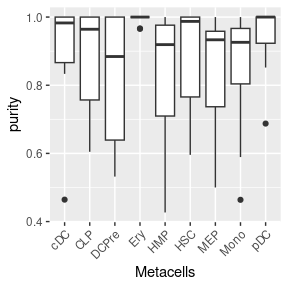 1.0
0.8
0.6
0.4
purity
cDC
CLP
DCPre
Ery
HMP
HSC
MEP
Mono
pDC
Metacells